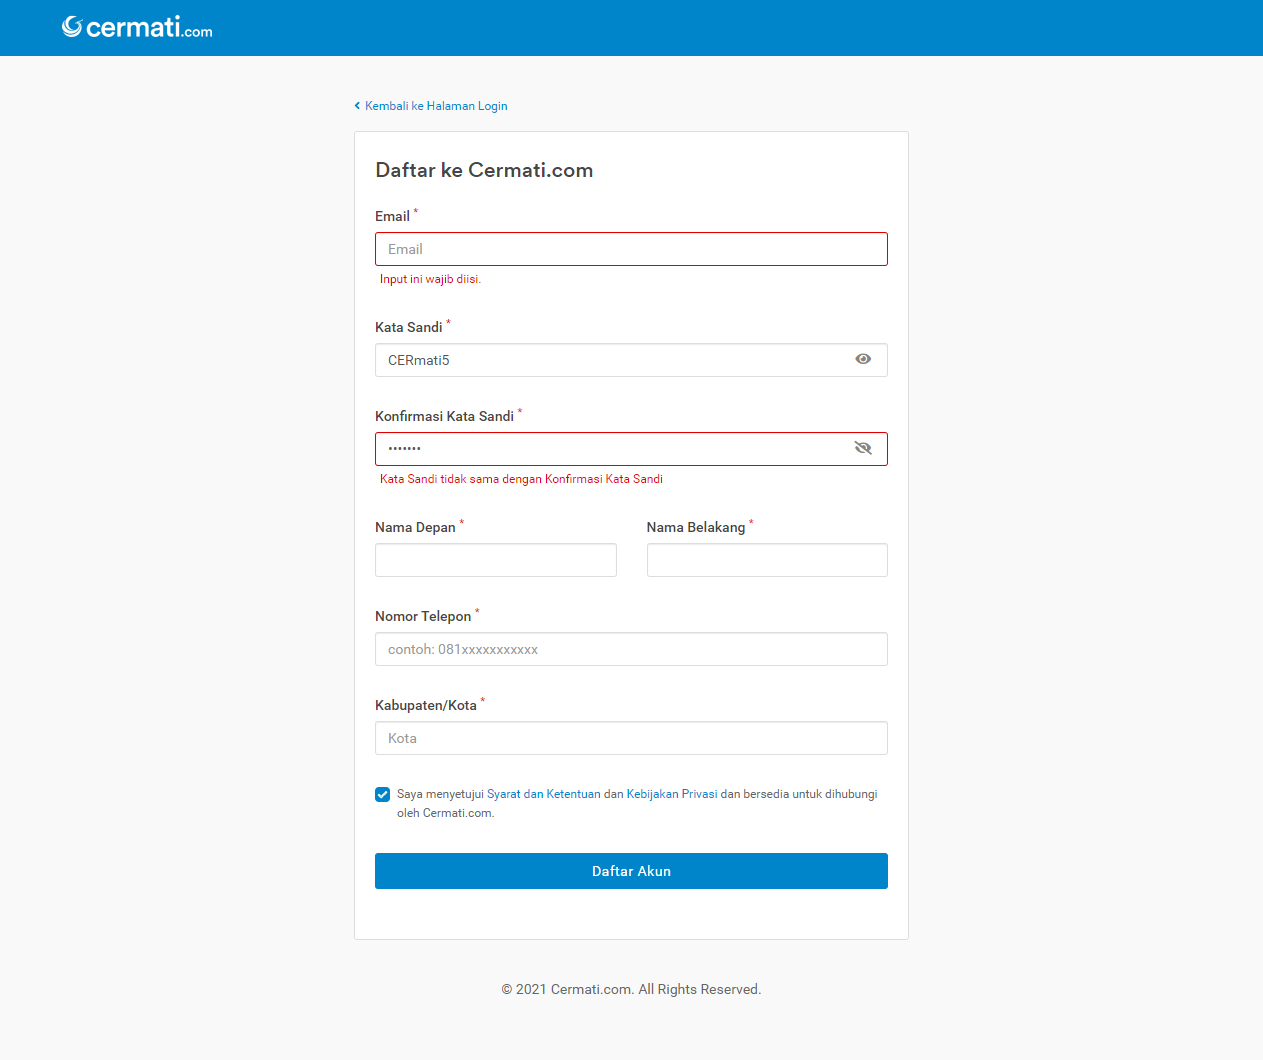 cermati.com
Kembali ke Halaman Login
Daftar ke Cermati.com
Email *
Email
Input ini wajib diisi.
Kata Sandi *
CERmati5
Konfirmasi Kata Sandi *
•••••••
Kata Sandi tidak sama dengan Konfirmasi Kata Sandi
Nama Depan * Nama Belakang *
Nomor Telepon *
contoh: 081xxxxxxxxxxx
Kabupaten/Kota *
Kota
Saya menyetujui Syarat dan Ketentuan dan Kebijakan Privasi dan bersedia untuk dihubungi
oleh Cermati.com.
Daftar Akun
© 2021 Cermati.com. All Rights Reserved.